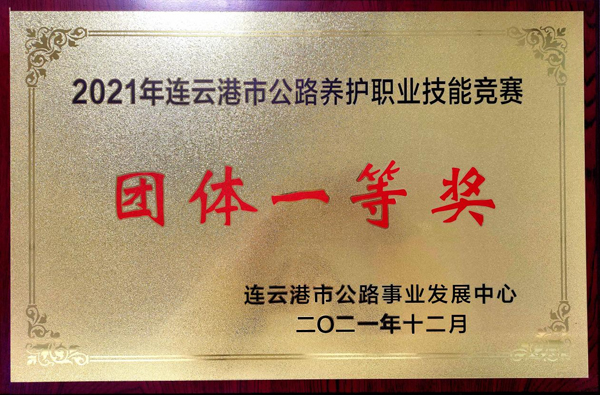 2021年连云港市公路养护职业技能竞赛
团体一等奖
连云港市公路事业发展中心
二〇二一年十二月